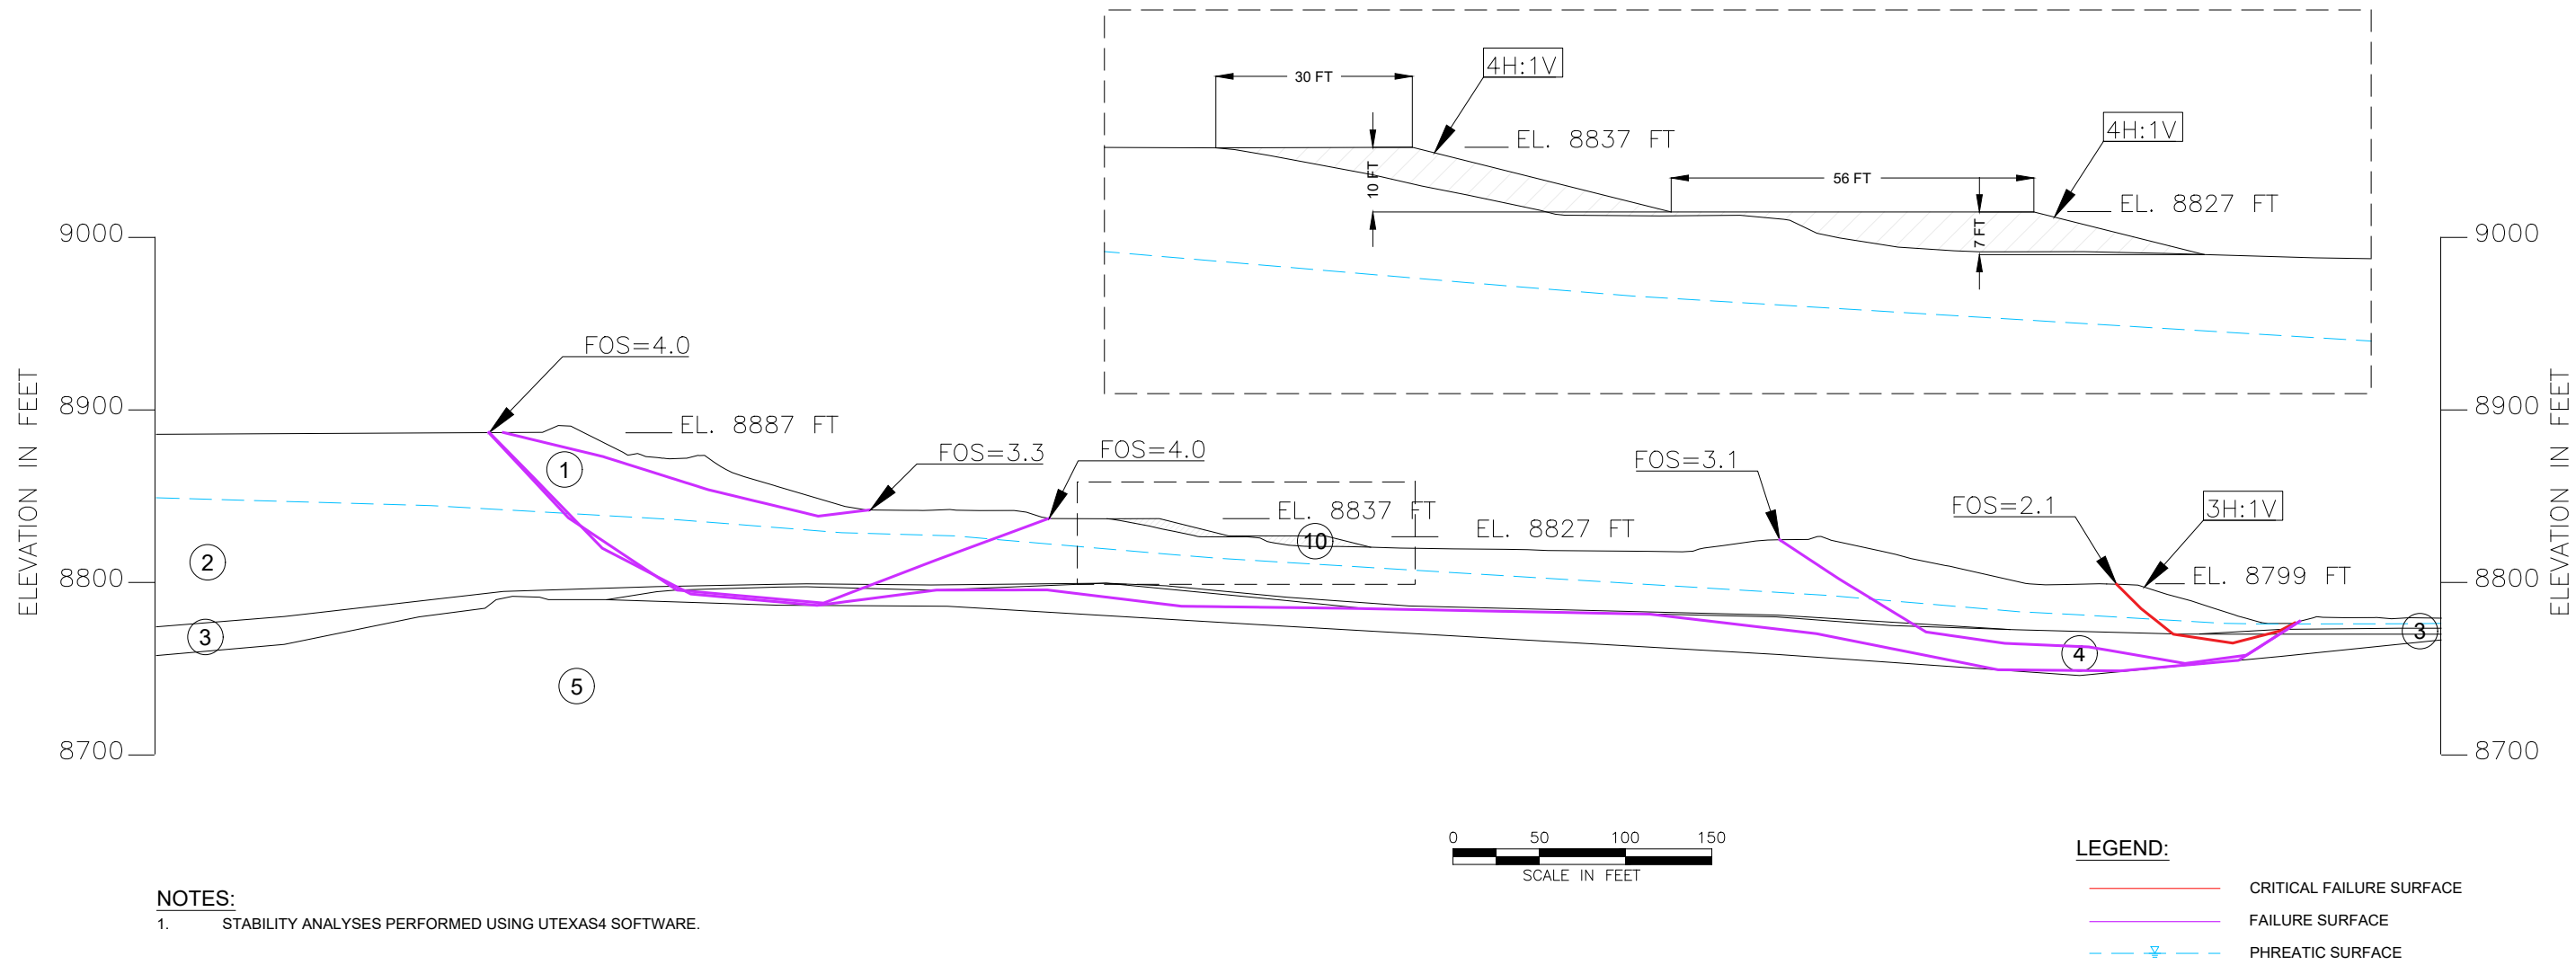 30 FT
4H:1V
EL. 8837 FT
10 FT
56 FT
4H:1V
EL. 8827 FT
7 FT
9000
9000
8900
8900
8800
8800
8700
8700
ELEVATION IN FEET
ELEVATION IN FEET
FOS=4.0
EL. 8887 FT
FOS=3.3
FOS=4.0
EL. 8837 FT
EL. 8827 FT
FOS=3.1
FOS=2.1
3H:1V
EL. 8799 FT
1
2
3
5
10
4
3
0 50 100 150
SCALE IN FEET
NOTES:
1. STABILITY ANALYSES PERFORMED USING UTEXAS4 SOFTWARE.
LEGEND:
CRITICAL FAILURE SURFACE
FAILURE SURFACE
PHREATIC SURFACE